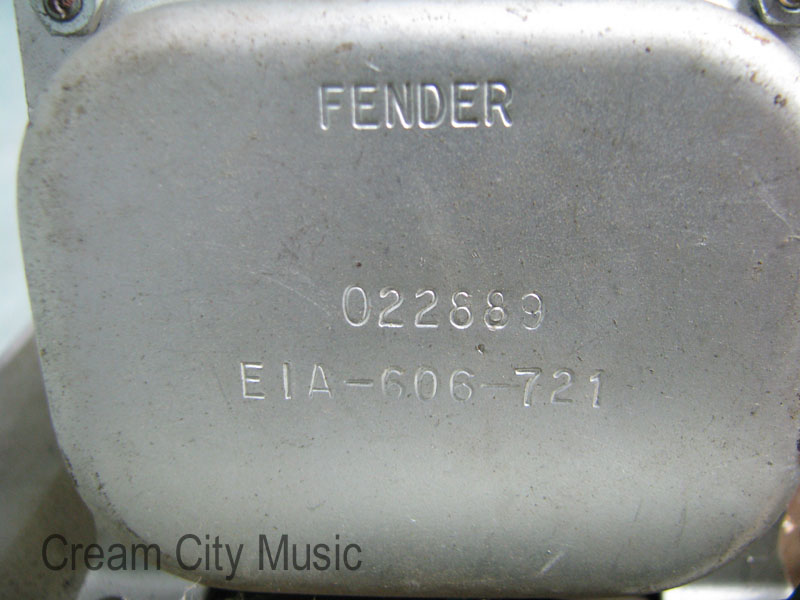 FENDER
022889
EIA-606-721
Cream City Music